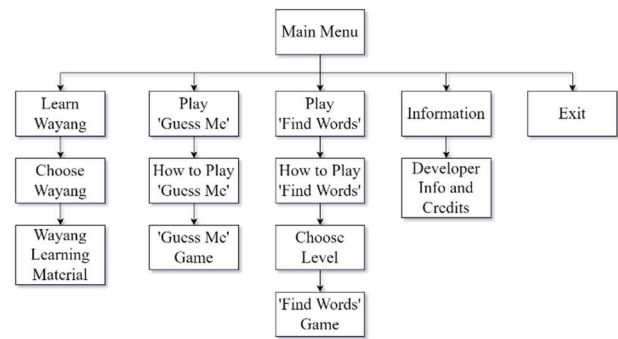 Main Menu
Learn
Wayang
Play
'Guess Me'
Play
'Find Words'
Information
Exit
Choose
Wayang
How to Play
'Guess Me'
How to Play
'Find Words'
Developer
Info and
Credits
Wayang
Learning
Material
'Guess Me'
Game
Choose
Level
'Find Words'
Game